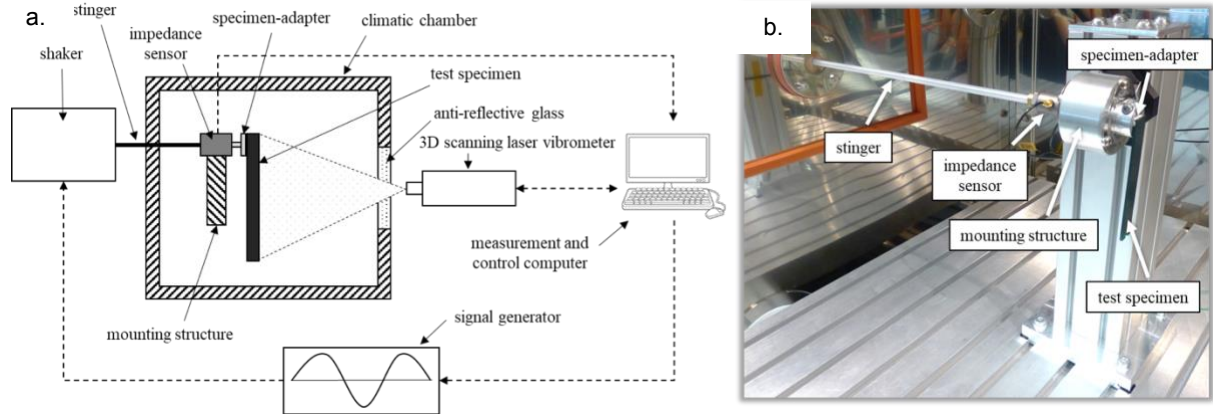 a.
stinger
shaker
impedance
sensor
specimen-adapter
climatic chamber
test specimen
anti-reflective glass
3D scanning laser vibrometer
measurement and
control computer
mounting structure
signal generator
b.
specimen-adapter
stinger
impedance
sensor
mounting structure
test specimen